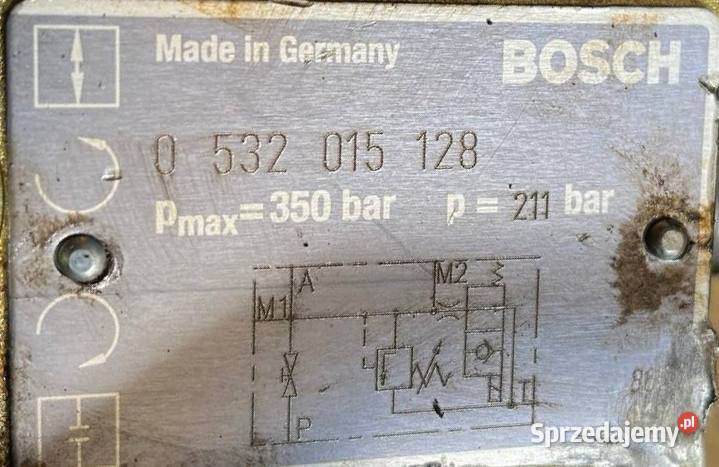 Made in Germany BOSCH
0 532 015 128
pmax=350 bar p = 211 bar
A M2
M1
P T
Sprzedajemy.pl